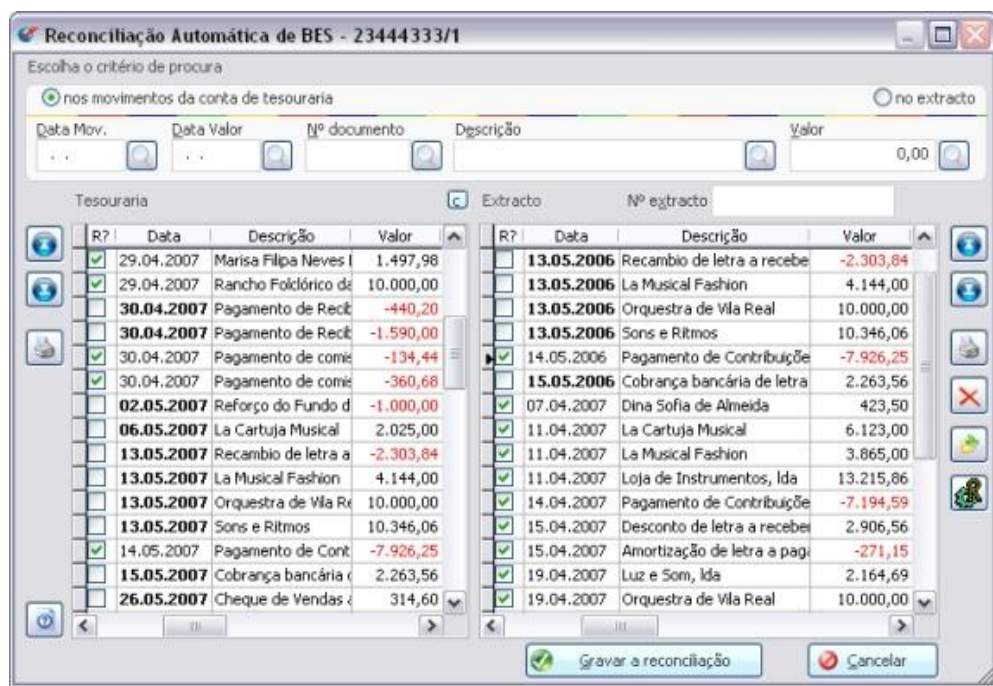 Reconciliação Automática de BES - 23444333/1
Escolha o critério de procura
nos movimentos da conta de tesouraria no extracto
Data Mov. Data Valor Nº documento Descrição Valor
. . . . 0,00
Tesouraria C Extracto Nº extracto
R? Data Descrição Valor R? Data Descrição Valor
29.04.2007 Marisa Filipa Neves 1.497,98 13.05.2006 Recambio de letra a recebe -2.303,84
29.04.2007 Rancho Folclórico da 10.000,00 13.05.2006 La Musical Fashion 4.144,00
30.04.2007 Pagamento de Recib -440,20 13.05.2006 Orquestra de Vila Real 10.000,00
30.04.2007 Pagamento de Recib -1.590,00 13.05.2006 Sons e Ritmos 10.346,06
30.04.2007 Pagamento de comis -134,44 14.05.2006 Pagamento de Contribuiçõe -7.926,25
30.04.2007 Pagamento de comis -360,68 15.05.2006 Cobrança bancária de letra 2.263,56
02.05.2007 Reforço do Fundo d -1.000,00 07.04.2007 Dina Sofia de Almeida 423,50
06.05.2007 La Cartuja Musical 2.025,00 11.04.2007 La Cartuja Musical 6.123,00
13.05.2007 Recambio de letra a -2.303,84 11.04.2007 La Musical Fashion 3.865,00
13.05.2007 La Musical Fashion 4.144,00 11.04.2007 Loja de Instrumentos, lda 13.215,86
13.05.2007 Orquestra de Vila Re 10.000,00 14.04.2007 Pagamento de Contribuiçõe -7.194,59
13.05.2007 Sons e Ritmos 10.346,06 15.04.2007 Desconto de letra a receber 2.906,56
14.05.2007 Pagamento de Cont -7.926,25 15.04.2007 Amortização de letra a paga -271,15
15.05.2007 Cobrança bancária 2.263,56 19.04.2007 Luz e Som, lda 2.164,69
26.05.2007 Cheque de Vendas 314,60 19.04.2007 Orquestra de Vila Real 10.000,00
Gravar a reconciliação Cancelar